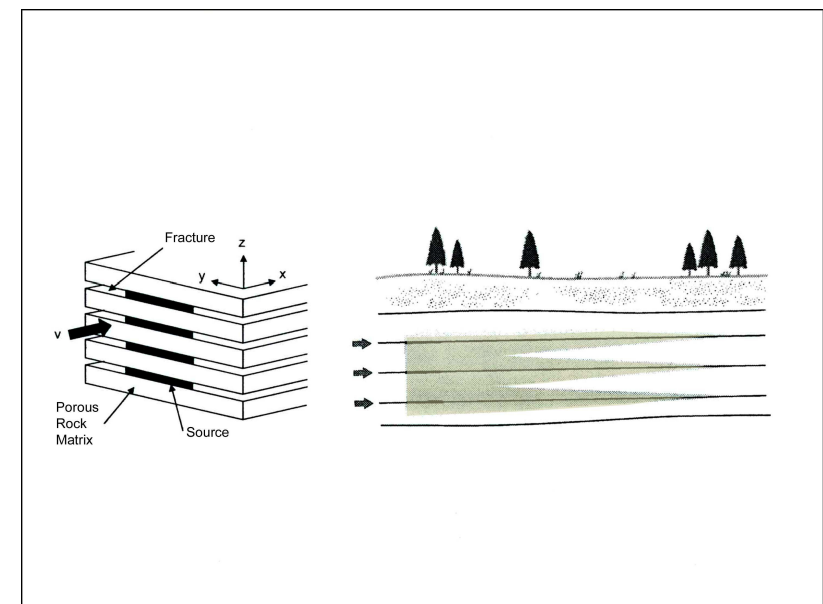 Fracture
z
y
x
v
Porous
Rock
Matrix
Source